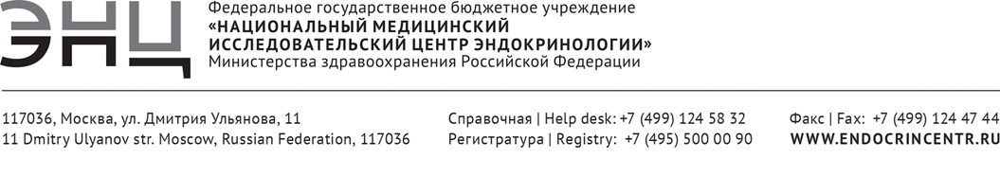 ЭНЦ
Федеральное государственное бюджетное учреждение
«НАЦИОНАЛЬНЫЙ МЕДИЦИНСКИЙ
ИССЛЕДОВАТЕЛЬСКИЙ ЦЕНТР ЭНДОКРИНОЛОГИИ»
Министерства здравоохранения Российской Федерации
117036, Москва, ул. Дмитрия Ульянова, 11
11 Dmitry Ulyanov str. Moscow, Russian Federation, 117036
Справочная | Help desk: +7 (499) 124 58 32
Регистратура | Registry: +7 (495) 500 00 90
Факс | Fax: +7 (499) 124 47 44
WWW.ENDOCRINCENTR.RU